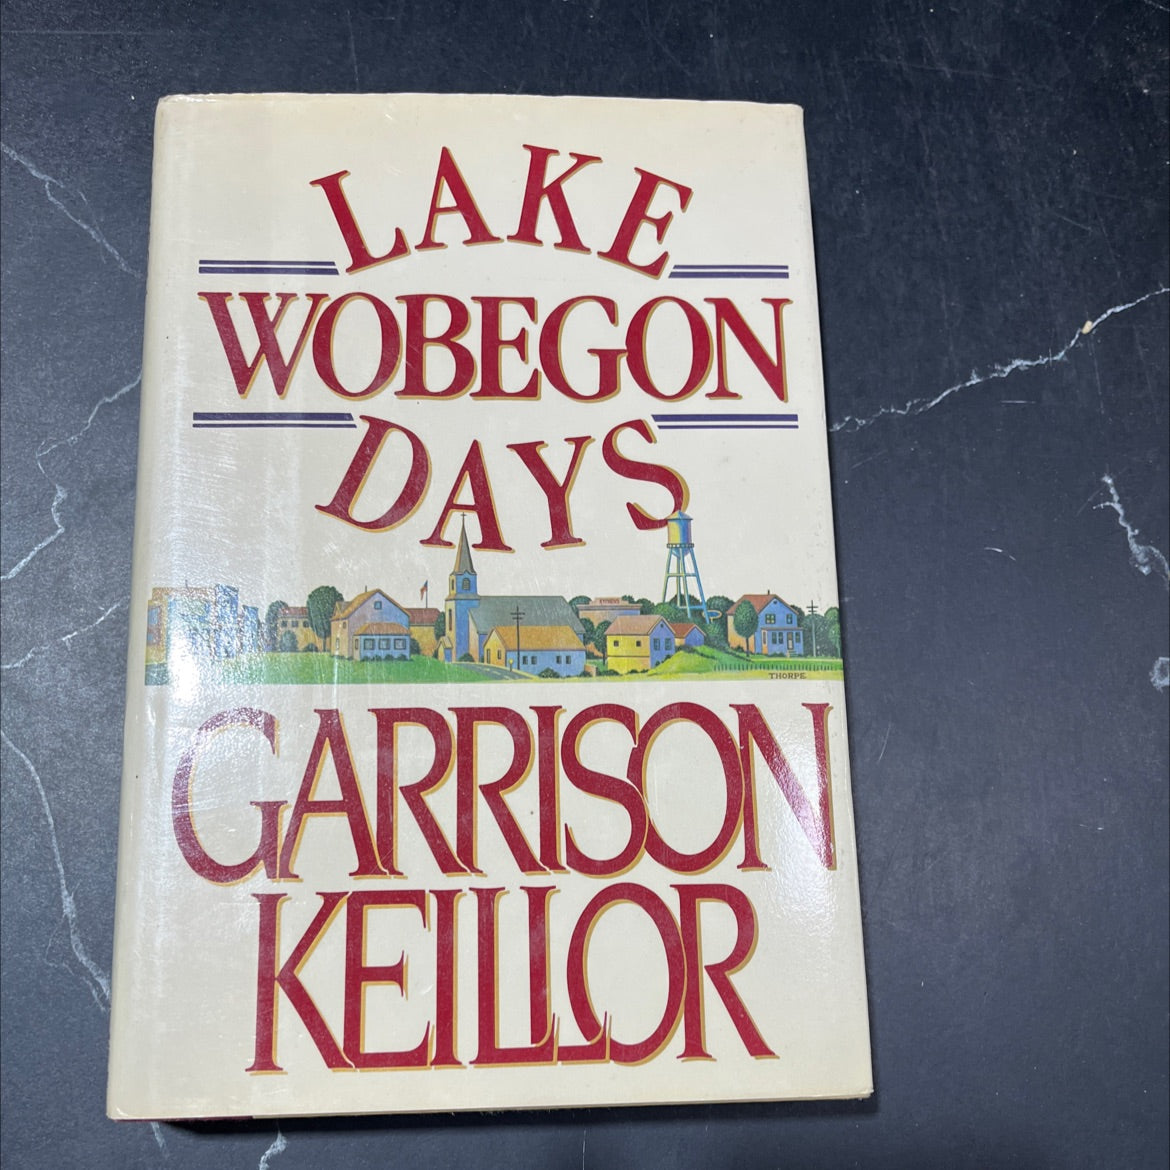 LAKE
WOBEGON
DAYS
THORPE
GARRISON
KEILLOR